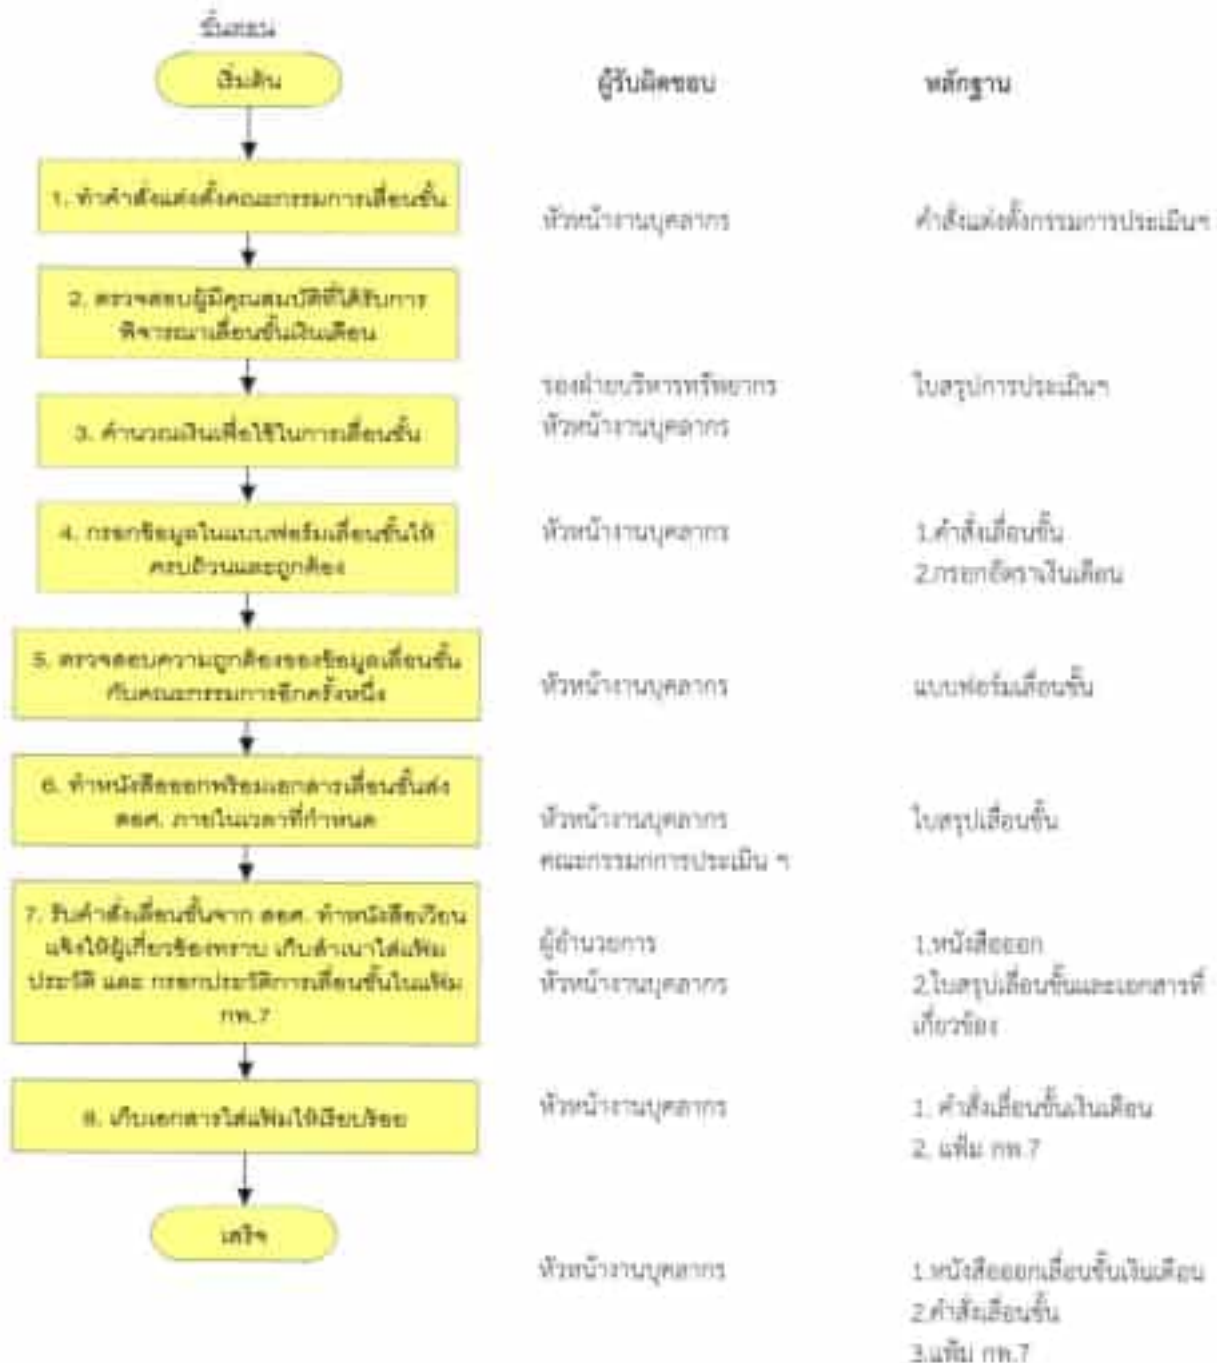 ขั้นตอน
เริ่มต้น
ผู้รับผิดชอบ
หลักฐาน
1. ทำคำสั่งแต่งตั้งคณะกรรมการเลื่อนขั้น
หัวหน้างานบุคลากร
คำสั่งแต่งตั้งกรรมการประเมินฯ
2. ตรวจสอบผู้มีคุณสมบัติที่ได้รับการ
พิจารณาเลื่อนขั้นเงินเดือน
รองฝ่ายบริหารทรัพยากร
หัวหน้างานบุคลากร
ใบสรุปการประเมินฯ
3. คำนวณเงินเพื่อใช้ในการเลื่อนขั้น
4. กรอกข้อมูลในแบบฟอร์มเลื่อนขั้นให้
ครบถ้วนและถูกต้อง
หัวหน้างานบุคลากร
1.คำสั่งเลื่อนขั้น
2.กรอกอัตราเงินเดือน
5. ตรวจสอบความถูกต้องของข้อมูลเลื่อนขั้น
กับคณะกรรมการอีกครั้งหนึ่ง
หัวหน้างานบุคลากร
แบบฟอร์มเลื่อนขั้น
6. ทำหนังสือออกพร้อมเอกสารเลื่อนขั้นส่ง
สอศ. ภายในเวลาที่กำหนด
หัวหน้างานบุคลากร
คณะกรรมกการประเมิน ฯ
ใบสรุปเลื่อนขั้น
7. รับคำสั่งเลื่อนขั้นจาก สอศ. ทำหนังสือเวียน
แจ้งให้ผู้เกี่ยวข้องทราบ เก็บสำเนาใส่แฟ้ม
ประวัติ และ กรอกประวัติการเลื่อนขั้นในแฟ้ม
กพ.7
ผู้อำนวยการ
หัวหน้างานบุคลากร
1.หนังสือออก
2.ใบสรุปเลื่อนขั้นและเอกสารที่
เกี่ยวข้อง
8. เก็บเอกสารใส่แฟ้มให้เรียบร้อย
หัวหน้างานบุคลากร
1. คำสั่งเลื่อนขั้นเงินเดือน
2. แฟ้ม กพ.7
เสร็จ
หัวหน้างานบุคลากร
1.หนังสือออกเลื่อนขั้นเงินเดือน
2.คำสั่งเลื่อนขั้น
3.แฟ้ม กพ.7